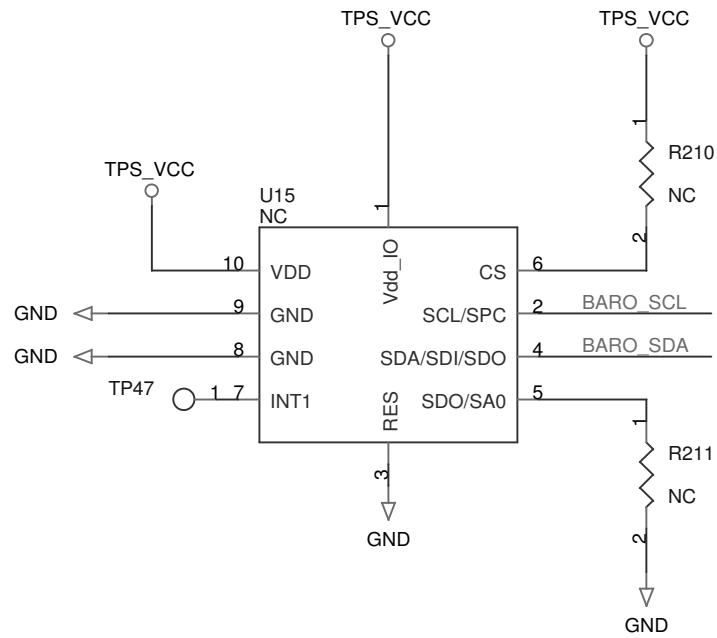 TPS_VCC
TPS_VCC
1
R210
NC
2
TPS_VCC
U15
NC
1
Vdd_IO
10 VDD
CS 6
GND 9 GND
SCL/SPC 2 BARO_SCL
GND 8 GND
SDA/SDI/SDO 4 BARO_SDA
TP47 1 7 INT1
SDO/SA0 5
RES
3
GND
1
R211
NC
2
GND